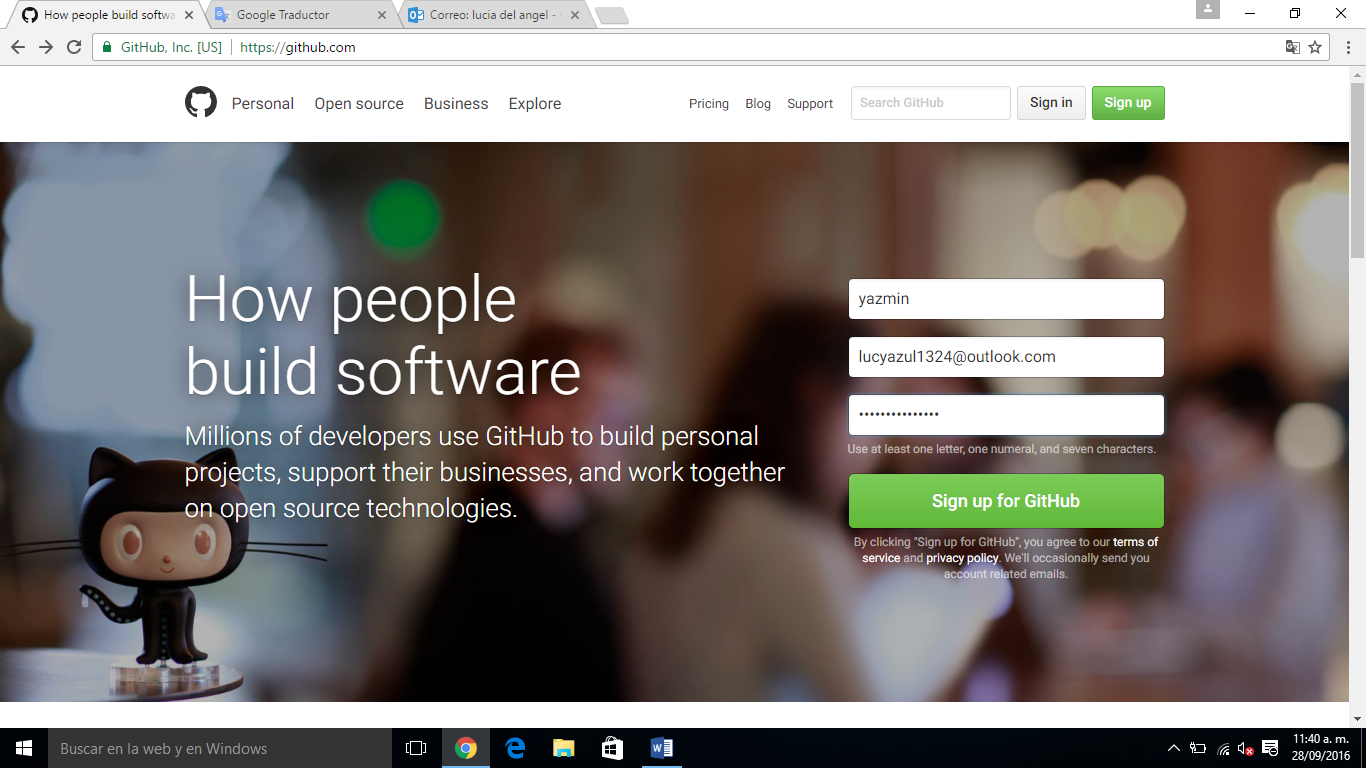 How people build softwa
Google Traductor
Correo: lucia del angel -
GitHub, Inc. [US]
https://github.com
Personal
Open source
Business
Explore
Pricing
Blog
Support
Search GitHub
Sign in
Sign up
How people
build software
Millions of developers use GitHub to build personal
projects, support their businesses, and work together
on open source technologies.
yazmin
lucyazul1324@outlook.com
•••••••••••••••
Use at least one letter, one numeral, and seven characters.
Sign up for GitHub
By clicking "Sign up for GitHub", you agree to our terms of
service and privacy policy. We'll occasionally send you
account related emails.
Buscar en la web y en Windows
11:40 a. m.
28/09/2016